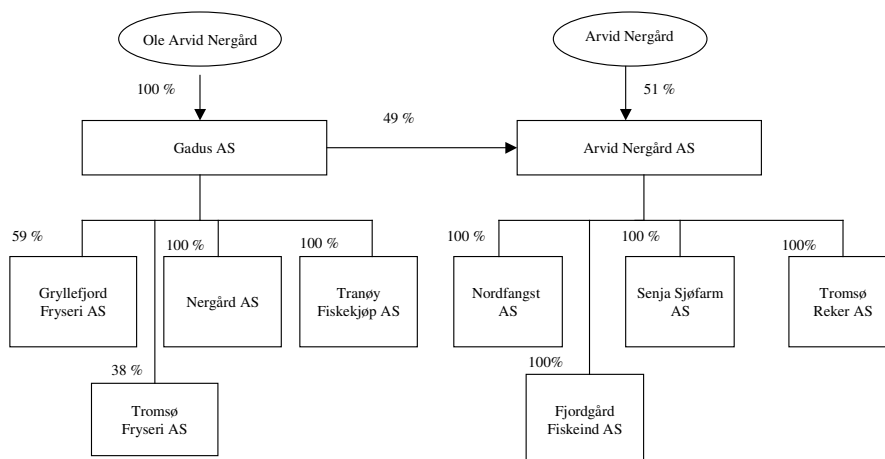 Ole Arvid Nergård
Arvid Nergård
100 %
51 %
49 %
Gadus AS
Arvid Nergård AS
59 %
100 %
100 %
100 %
100 %
100%
Gryllefjord
Fryseri AS
Nergård AS
Tranøy
Fiskekjøp AS
Nordfangst
AS
Senja Sjøfarm
AS
Tromsø
Reker AS
38 %
100%
Tromsø
Fryseri AS
Fjordgård
Fiskeind AS